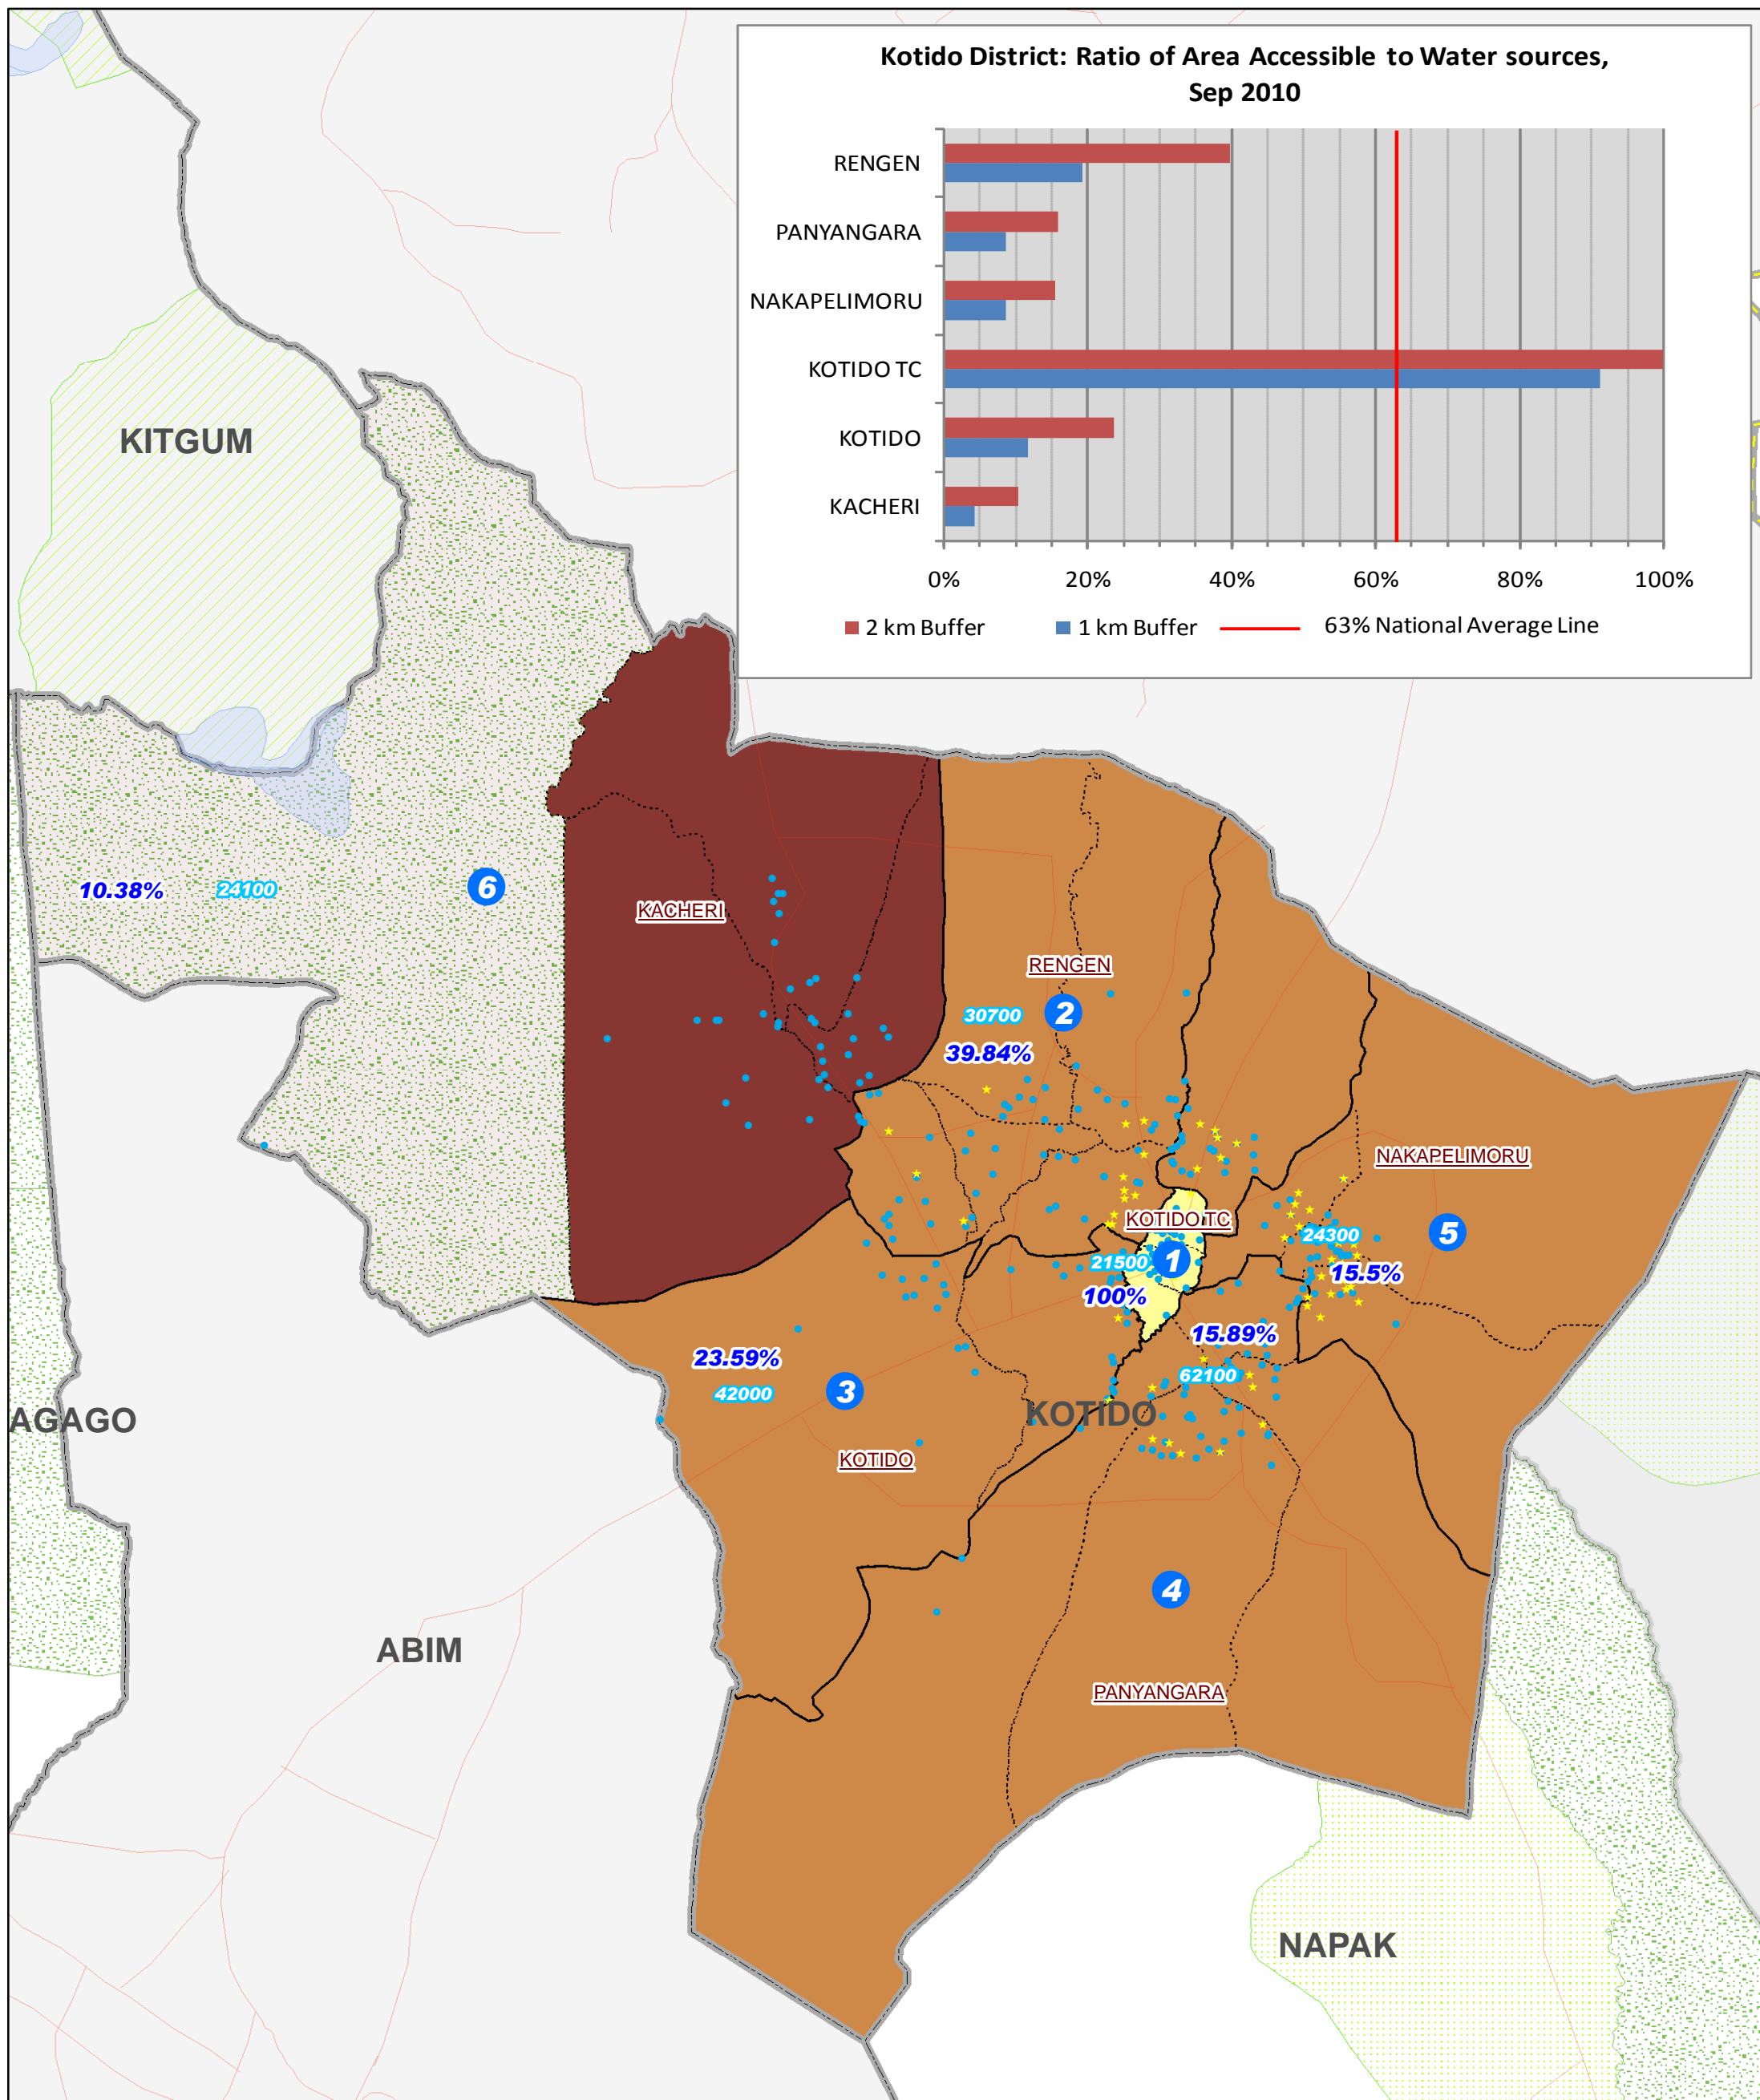 Kotido District: Ratio of Area Accessible to Water sources,
Sep 2010
RENGEN
PANYANGARA
NAKAPELIMORU
KOTIDO TC
KOTIDO
KACHERI
0% 20% 40% 60% 80% 100%
2 km Buffer 1 km Buffer 63% National Average Line
KITGUM
10.38% 24100 6
KACHERI
RENGEN
30700 2
39.84%
NAKAPELIMORU
KOTIDO TC
5
24300
21500 1
15.5%
100%
15.89%
23.59%
62100
42000 3
AGAGO
KOTIDO
KOTIDO
4
ABIM
PANYANGARA
NAPAK